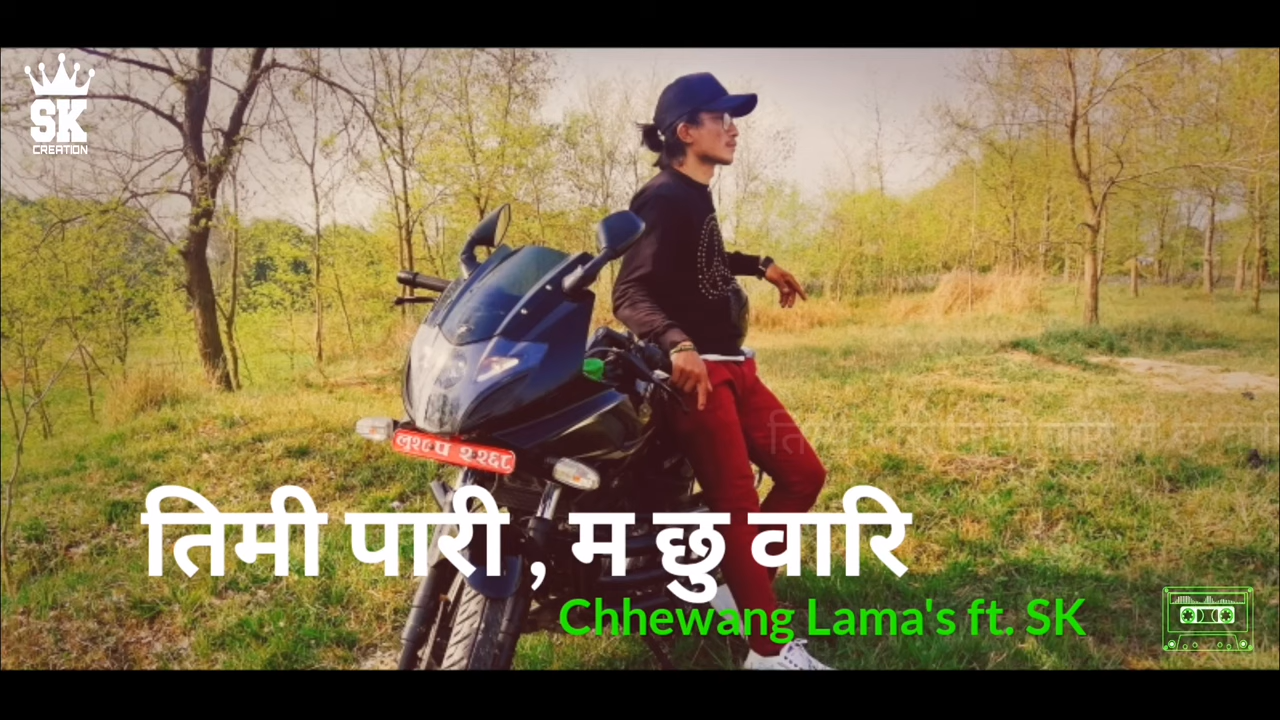 SK
CREATION
तिमी पारी , म छु वारि
Chhewang Lama's ft. SK